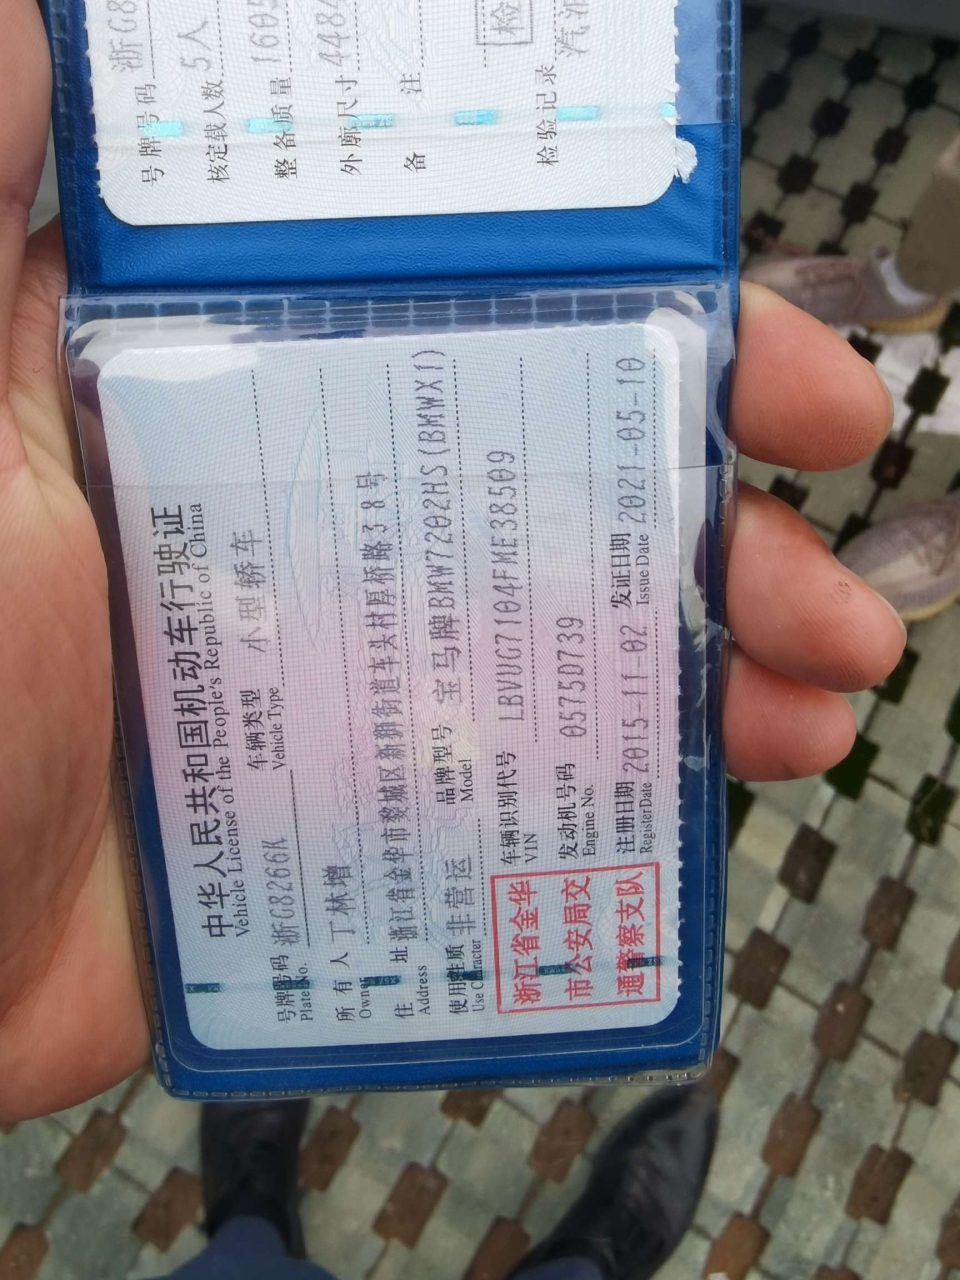 中华人民共和国机动车行驶证
Vehicle License of the People's Republic of China
号牌号码 浙G8266K 车辆类型 小型轿车
Plate No. Vehicle Type
所有人 丁林增
Owner
住址 浙江省金华市婺城区新狮街道车头村厚桥路38号
Address
使用性质 非营运 品牌型号 宝马牌BMW7202HS(BMWX1)
Use Character Model
浙江省金华
市公安局交
通警察支队
车辆识别代号 LBVUG7104FME38509
VIN
发动机号码 0575D739
Engine No.
注册日期 2015-11-02 发证日期 2021-05-10
Register Date Issue Date
号牌号码 浙G8
核定载人数 5人
整备质量 1605
外廓尺寸 4484
备注
检验记录
检